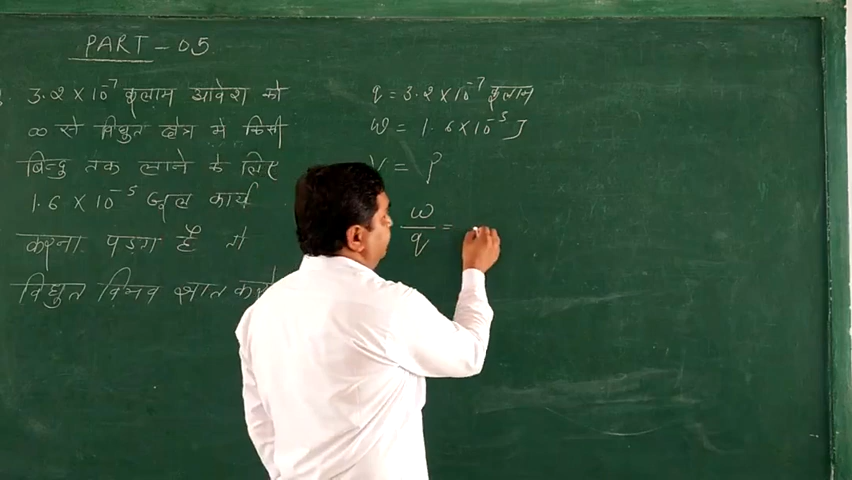 PART - 05
3.2 × 10⁻⁷ कुलाम आवेश को
∞ से विद्युत क्षेत्र मे किसी
बिन्दु तक लाने के लिए
1.6 × 10⁻⁵ जूल कार्य
करना पड़ता है तो
विद्युत विभव ज्ञात करो
q = 3.2 × 10⁻⁷ कुलाम
W = 1.6 × 10⁻⁵ J
V = ?
W/q =